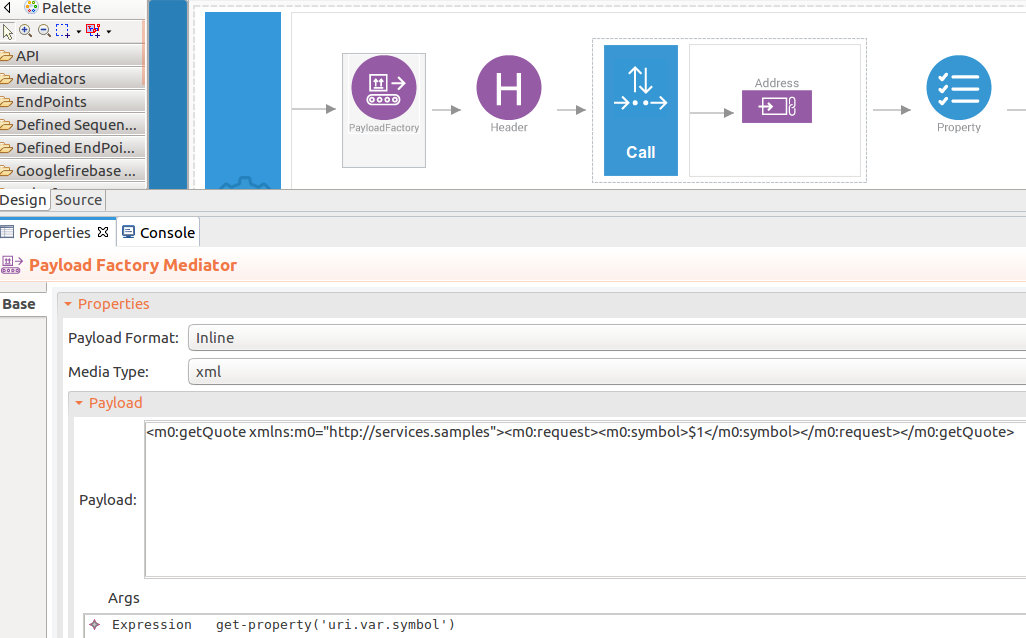 Palette
API
Mediators
EndPoints
Defined Sequen...
Defined EndPoi...
Googlefirebase ...
PayloadFactory
H
Header
Call
Address
Property
Design
Source
Properties
Console
Payload Factory Mediator
Base
Properties
Payload Format:
Inline
Media Type:
xml
Payload
Payload:
<m0:getQuote xmlns:m0="http://services.samples"><m0:request><m0:symbol>$1</m0:symbol></m0:request></m0:getQuote>
Args
Expression get-property('uri.var.symbol')